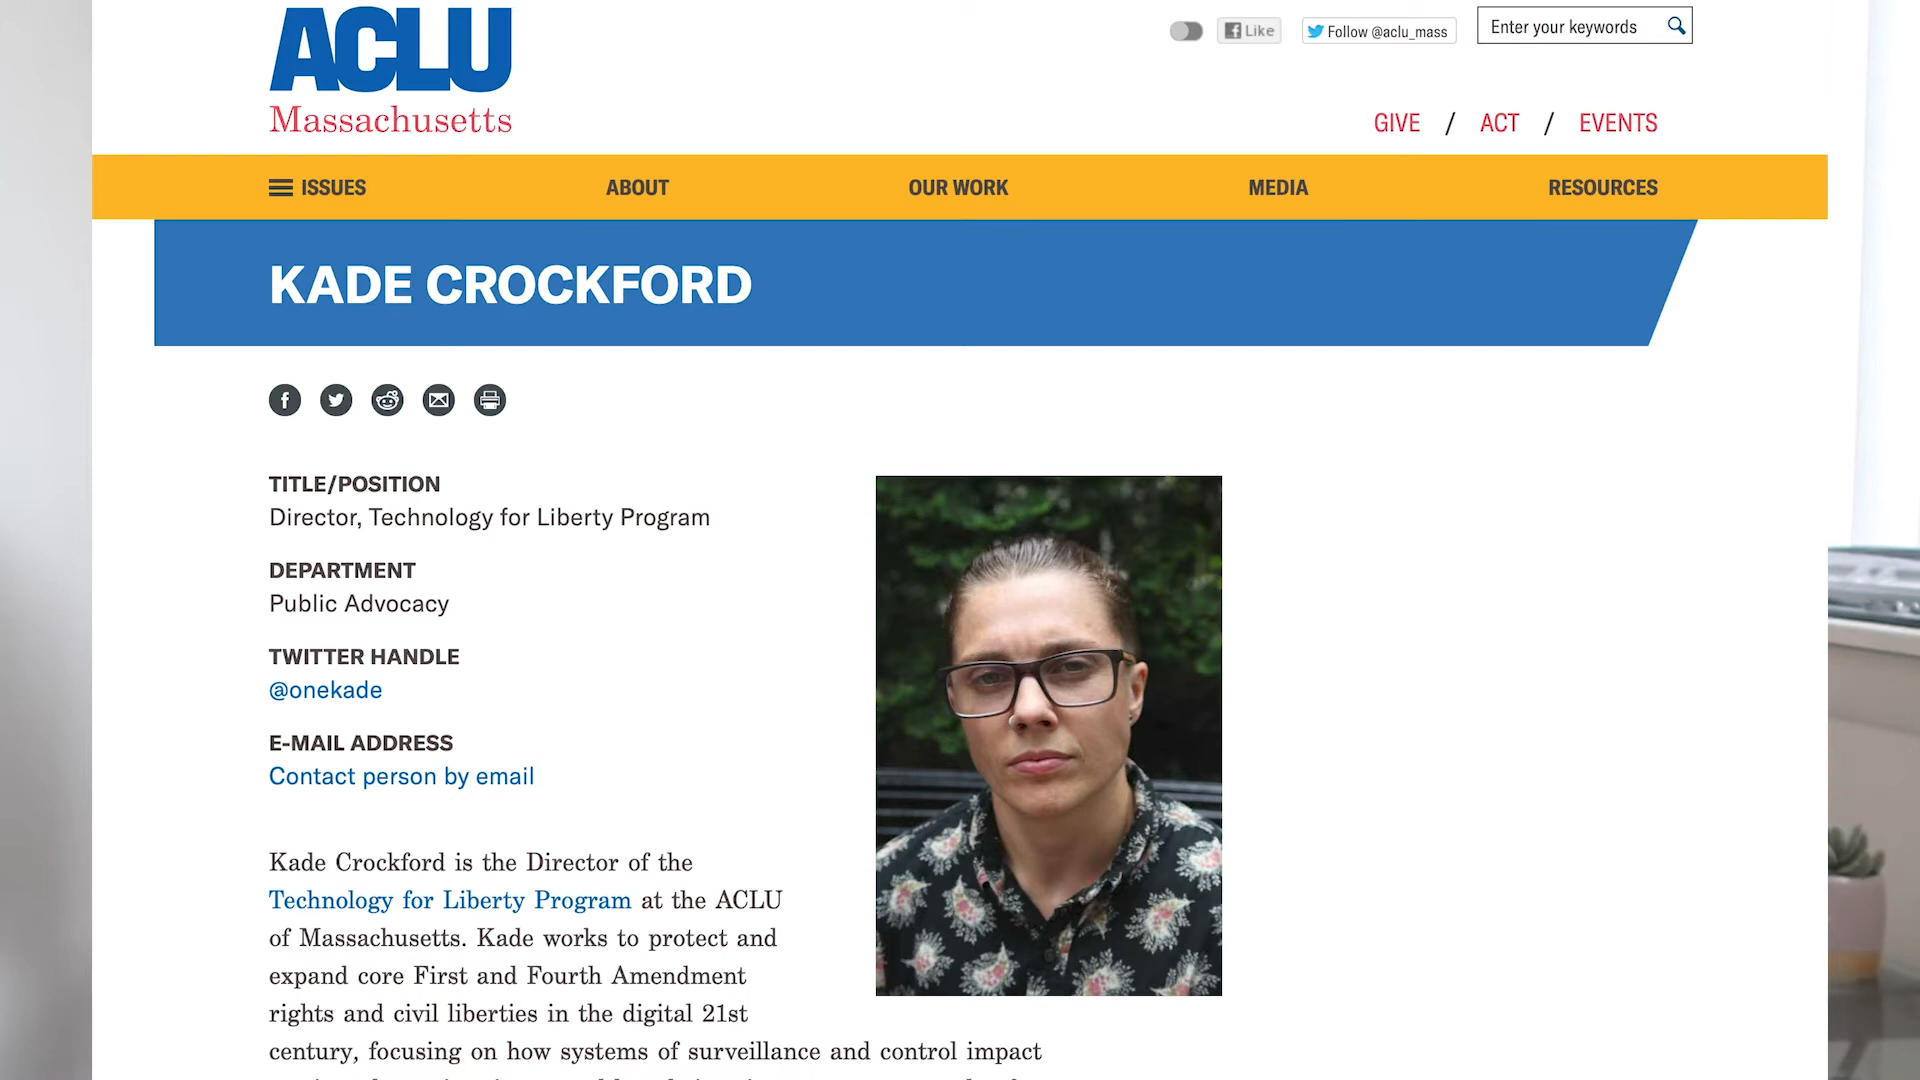 ACLU
Massachusetts
Like
Follow @aclu_mass
Enter your keywords
GIVE / ACT / EVENTS
ISSUES ABOUT OUR WORK MEDIA RESOURCES
KADE CROCKFORD
TITLE/POSITION
Director, Technology for Liberty Program
DEPARTMENT
Public Advocacy
TWITTER HANDLE
@onekade
E-MAIL ADDRESS
Contact person by email
Kade Crockford is the Director of the
Technology for Liberty Program at the ACLU
of Massachusetts. Kade works to protect and
expand core First and Fourth Amendment
rights and civil liberties in the digital 21st
century, focusing on how systems of surveillance and control impact